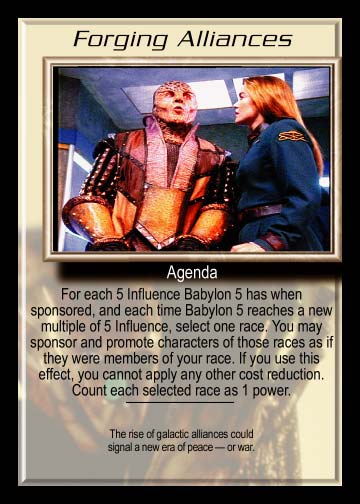 Forging Alliances
Agenda
For each 5 Influence Babylon 5 has when
sponsored, and each time Babylon 5 reaches a new
multiple of 5 Influence, select one race. You may
sponsor and promote characters of those races as if
they were members of your race. If you use this
effect, you cannot apply any other cost reduction.
Count each selected race as 1 power.
The rise of galactic alliances could
signal a new era of peace — or war.